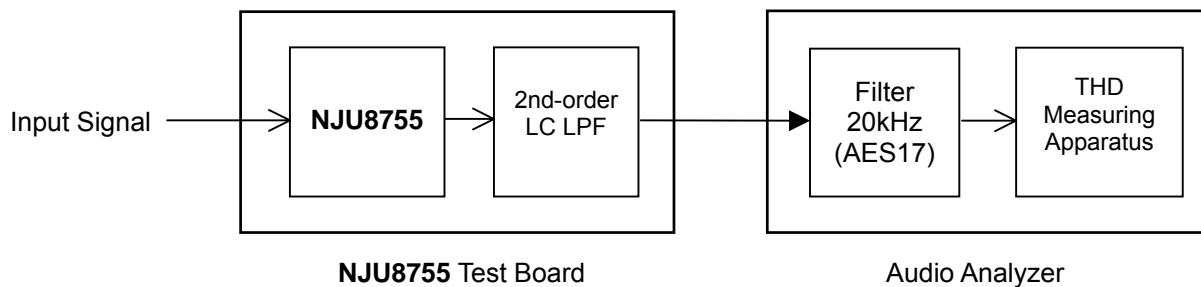 Input Signal
NJU8755
2nd-order
LC LPF
Filter
20kHz
(AES17)
THD
Measuring
Apparatus
NJU8755 Test Board
Audio Analyzer